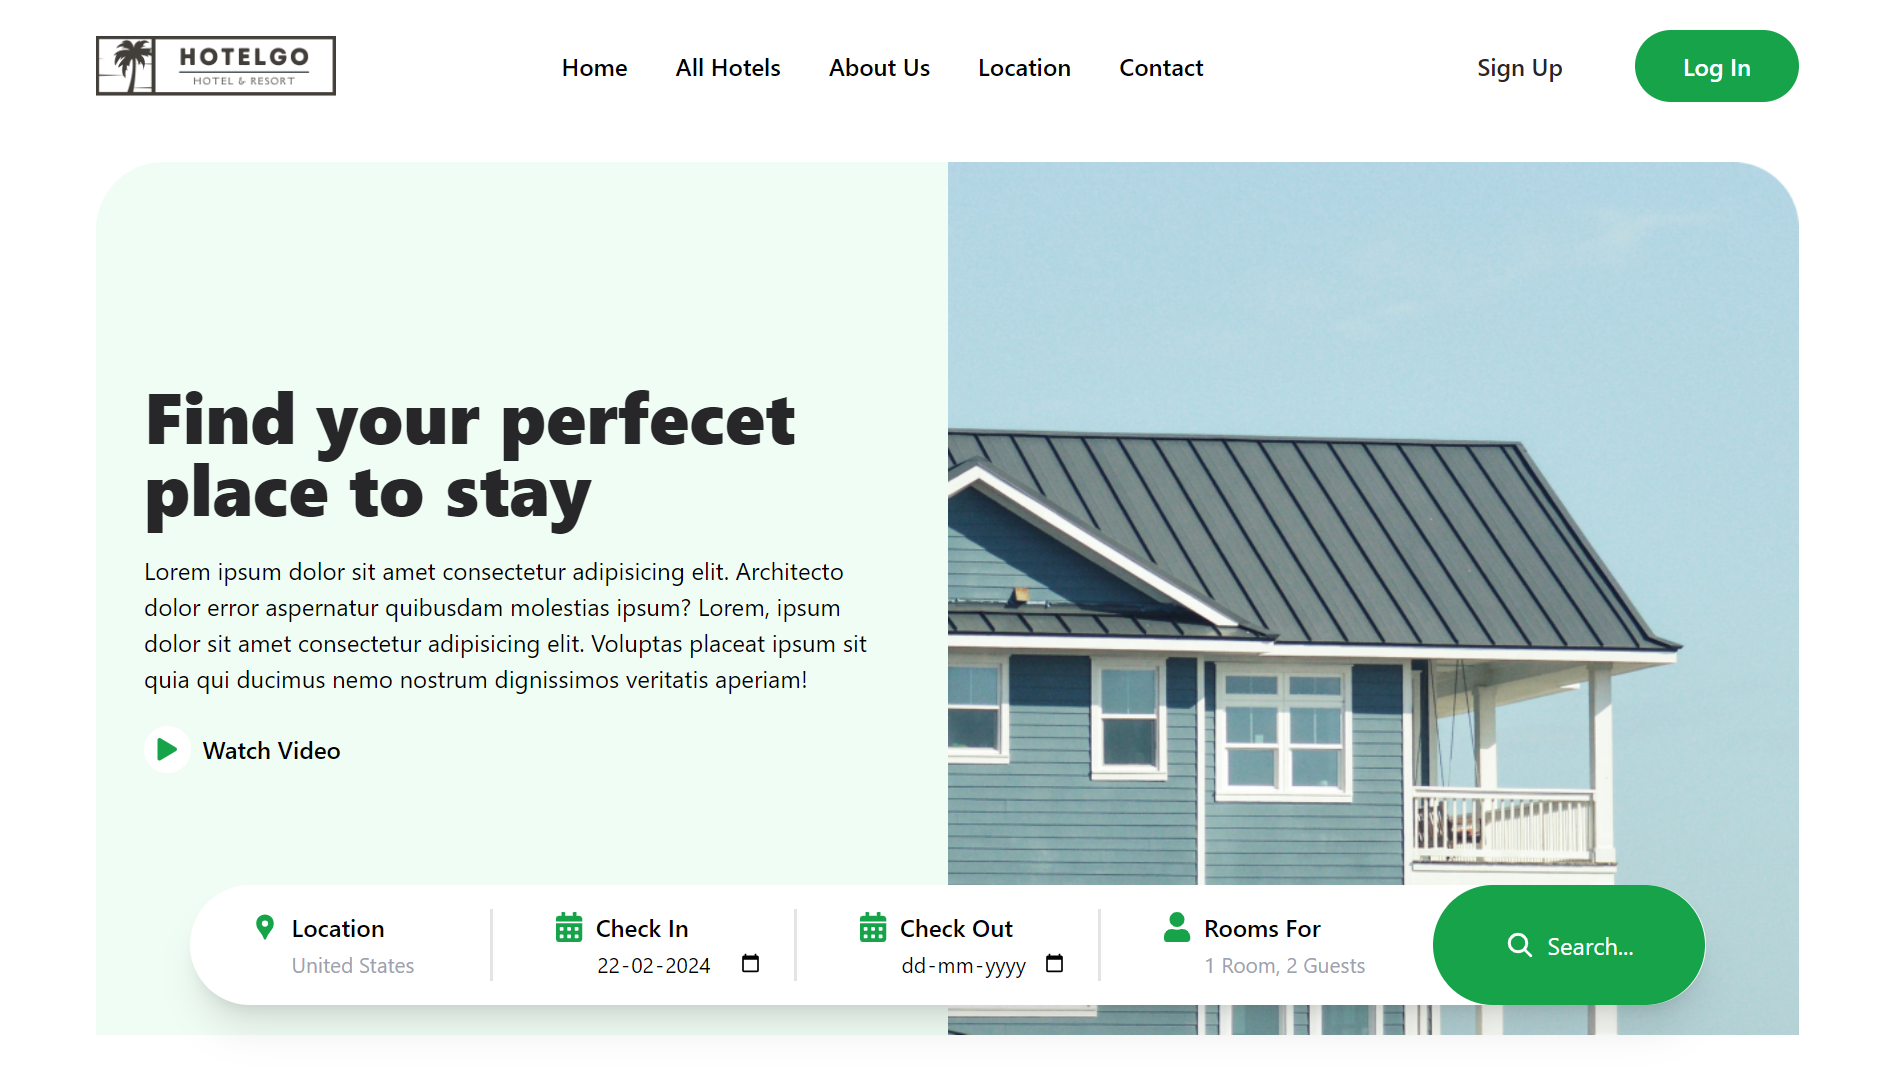 HOTELGO
HOTEL & RESORT
Home
All Hotels
About Us
Location
Contact
Sign Up
Log In
Find your perfecet
place to stay
Lorem ipsum dolor sit amet consectetur adipisicing elit. Architecto
dolor error aspernatur quibusdam molestias ipsum? Lorem, ipsum
dolor sit amet consectetur adipisicing elit. Voluptas placeat ipsum sit
quia qui ducimus nemo nostrum dignissimos veritatis aperiam!
Watch Video
Location
United States
Check In
22-02-2024
Check Out
dd-mm-yyyy
Rooms For
1 Room, 2 Guests
Search...